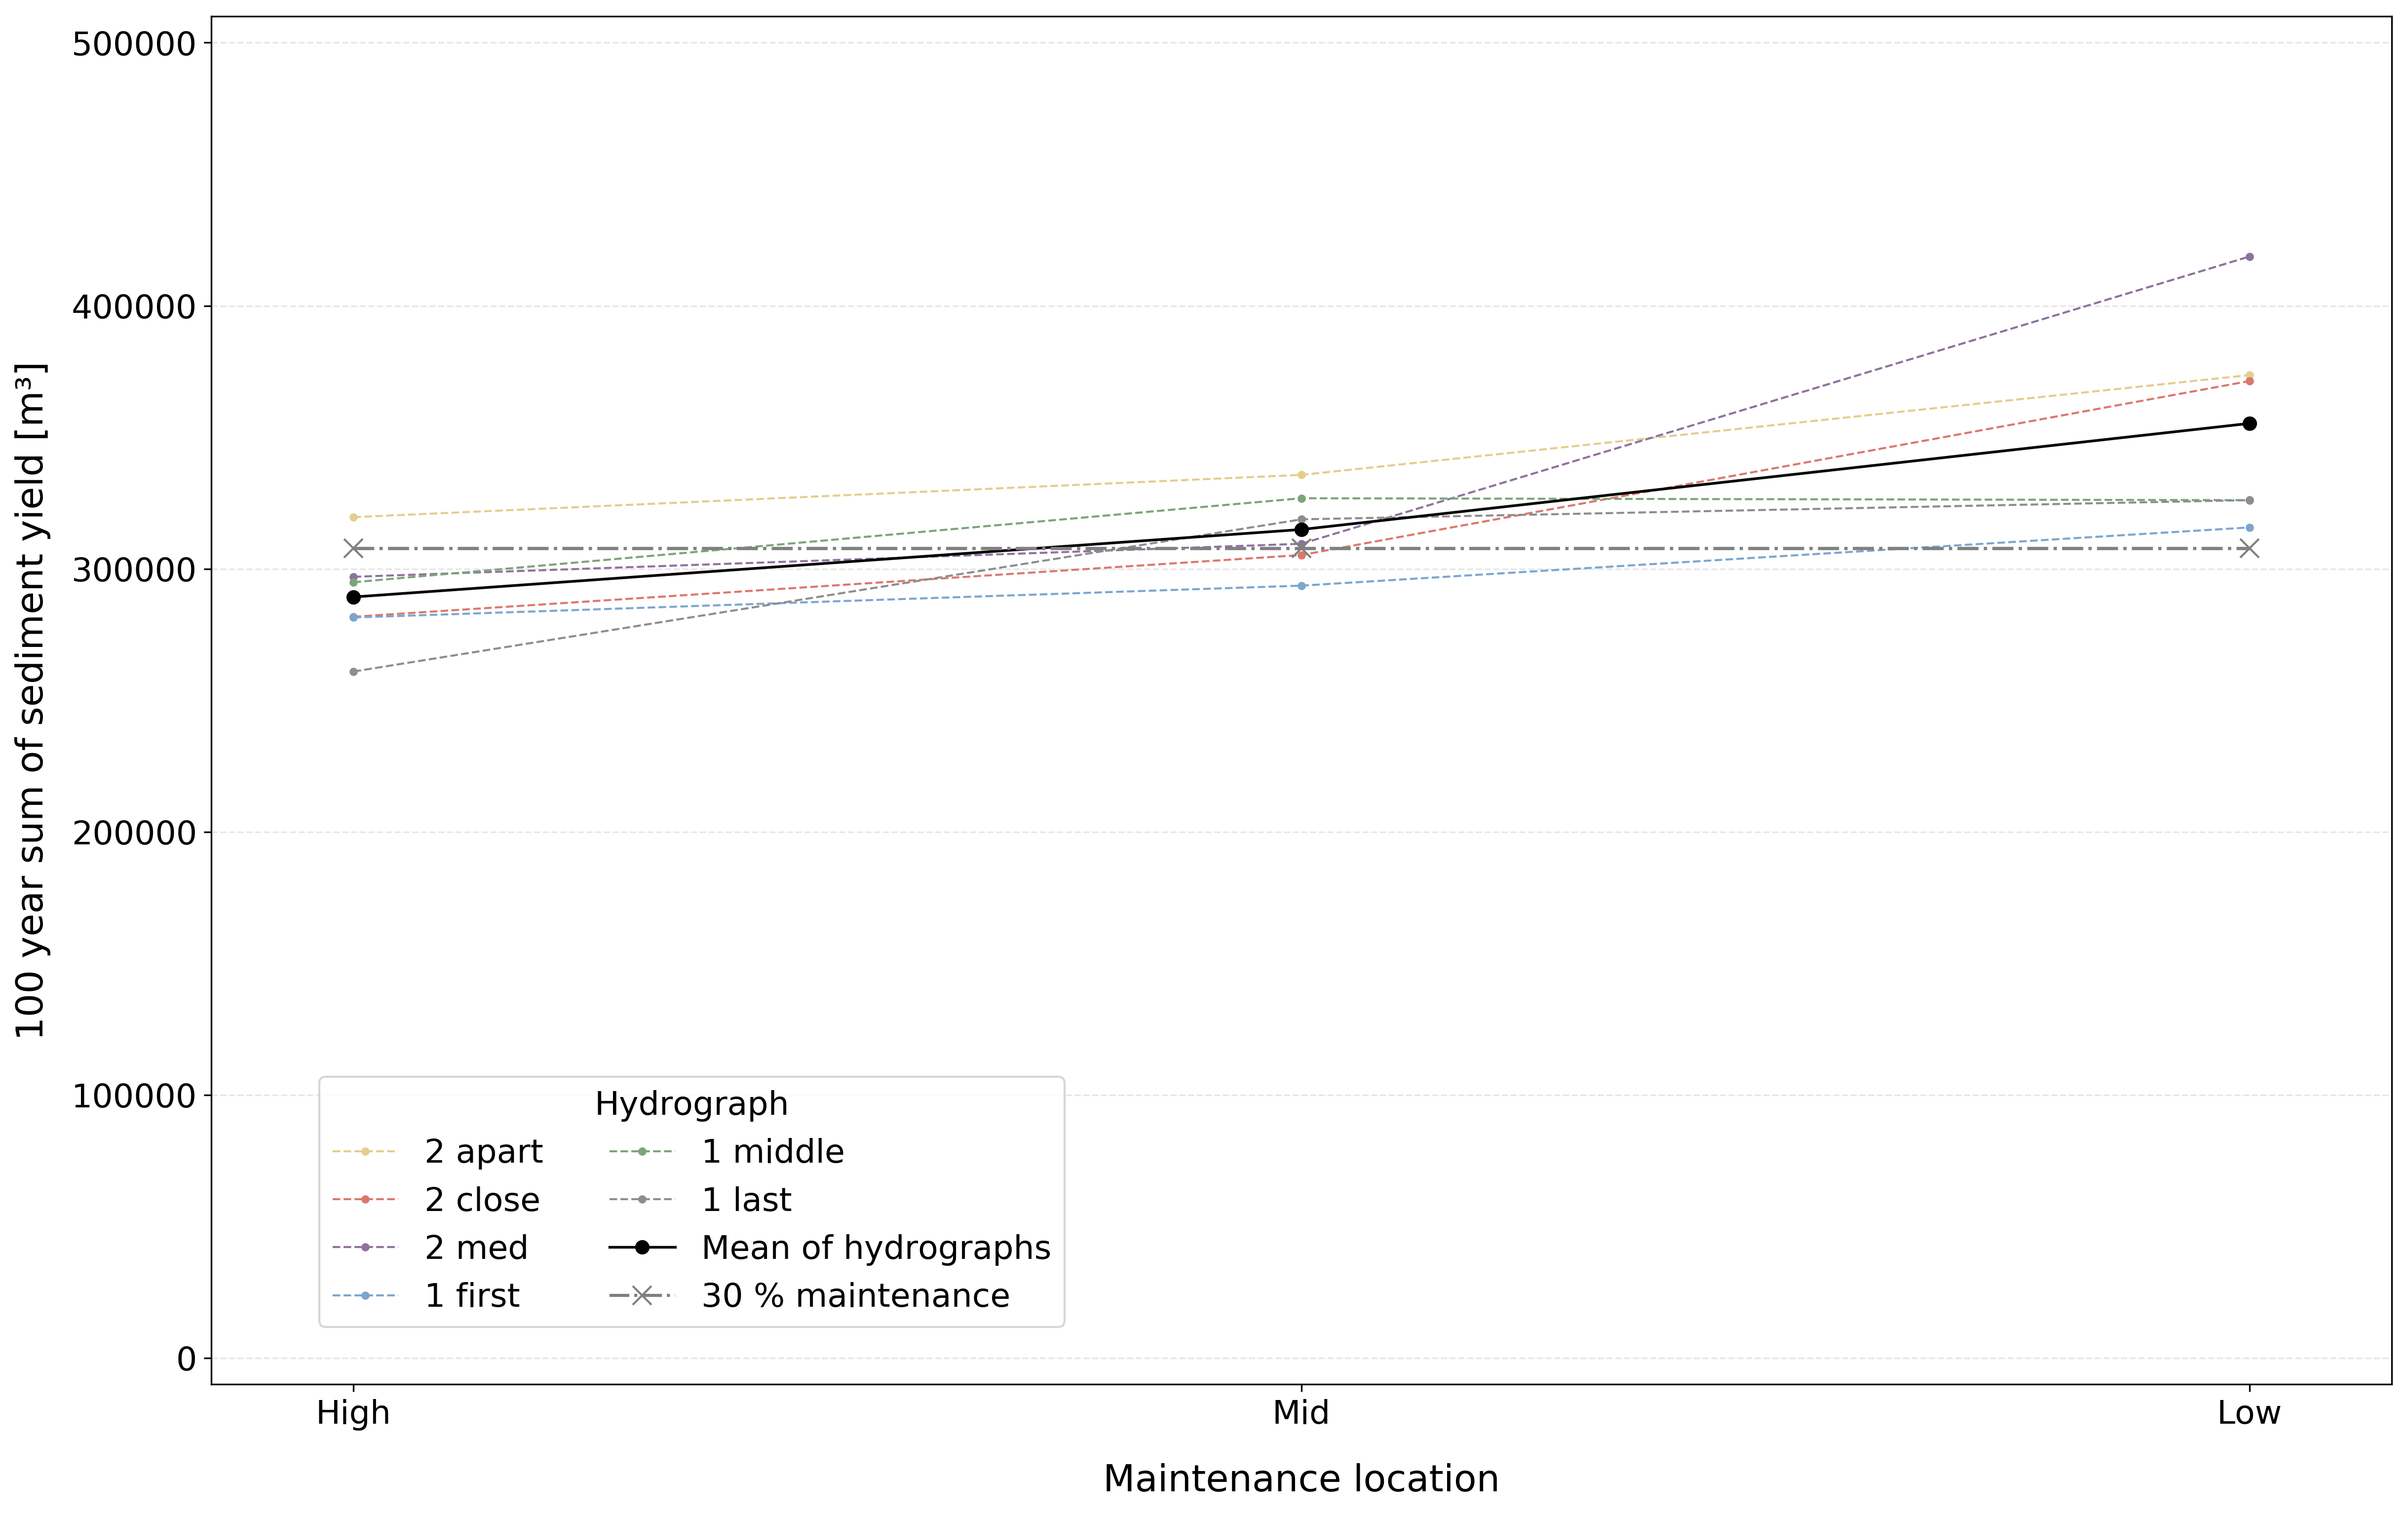 500000
400000
300000
200000
100000
0
100 year sum of sediment yield [m³]
Hydrograph
2 apart
2 close
2 med
1 first
1 middle
1 last
Mean of hydrographs
30 % maintenance
High
Mid
Low
Maintenance location